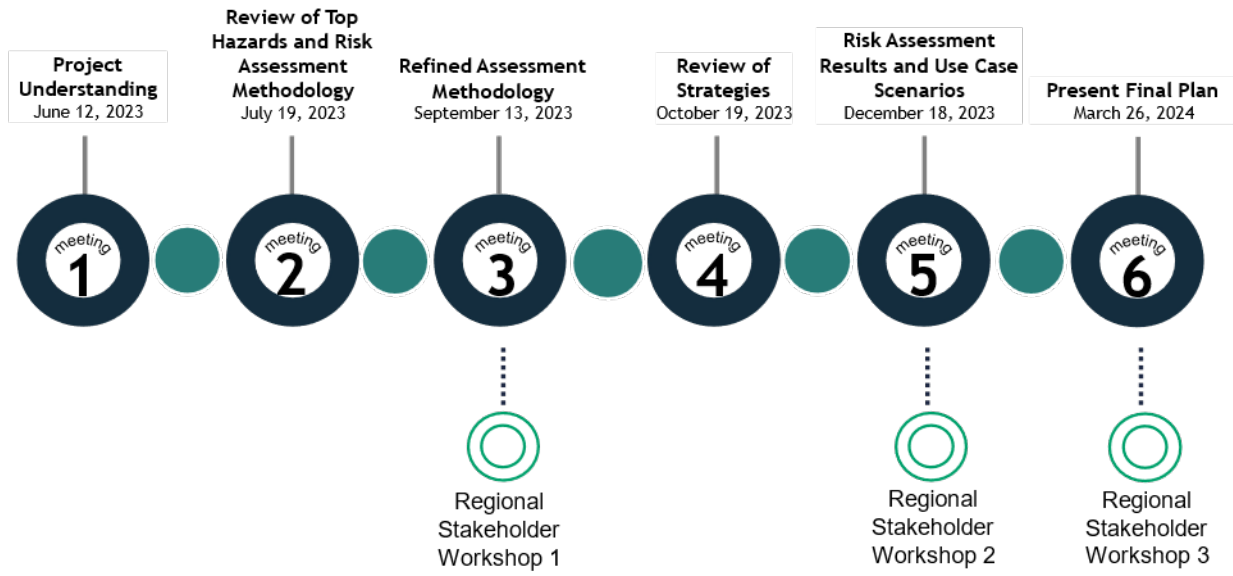 Project
Understanding
June 12, 2023
Review of Top
Hazards and Risk
Assessment
Methodology
July 19, 2023
Refined Assessment
Methodology
September 13, 2023
Review of
Strategies
October 19, 2023
Risk Assessment
Results and Use Case
Scenarios
December 18, 2023
Present Final Plan
March 26, 2024
meeting
1
meeting
2
meeting
3
meeting
4
meeting
5
meeting
6
Regional
Stakeholder
Workshop 1
Regional
Stakeholder
Workshop 2
Regional
Stakeholder
Workshop 3